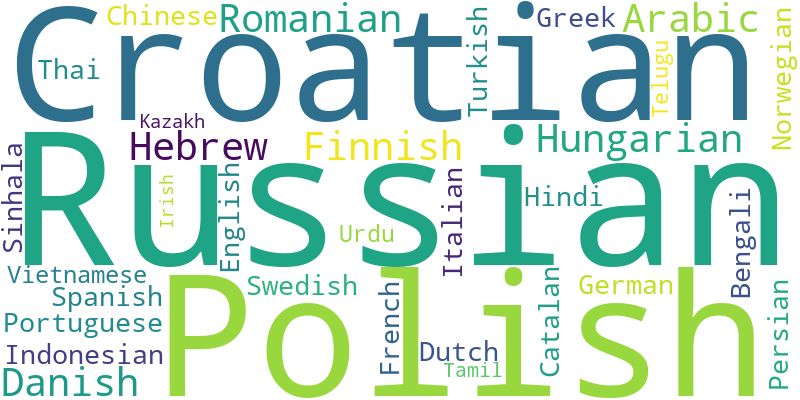 Chinese
Romanian
Croatian
Greek
Arabic
Thai
Turkish
Telugu
Norwegian
Kazakh
Hebrew
Finnish
Hungarian
Sinhala
Russian
Irish
English
Urdu
Italian
Hindi
Bengali
Vietnamese
Spanish
Portuguese
Indonesian
Danish
Polish
Swedish
French
Dutch
Tamil
Catalan
German
Persian